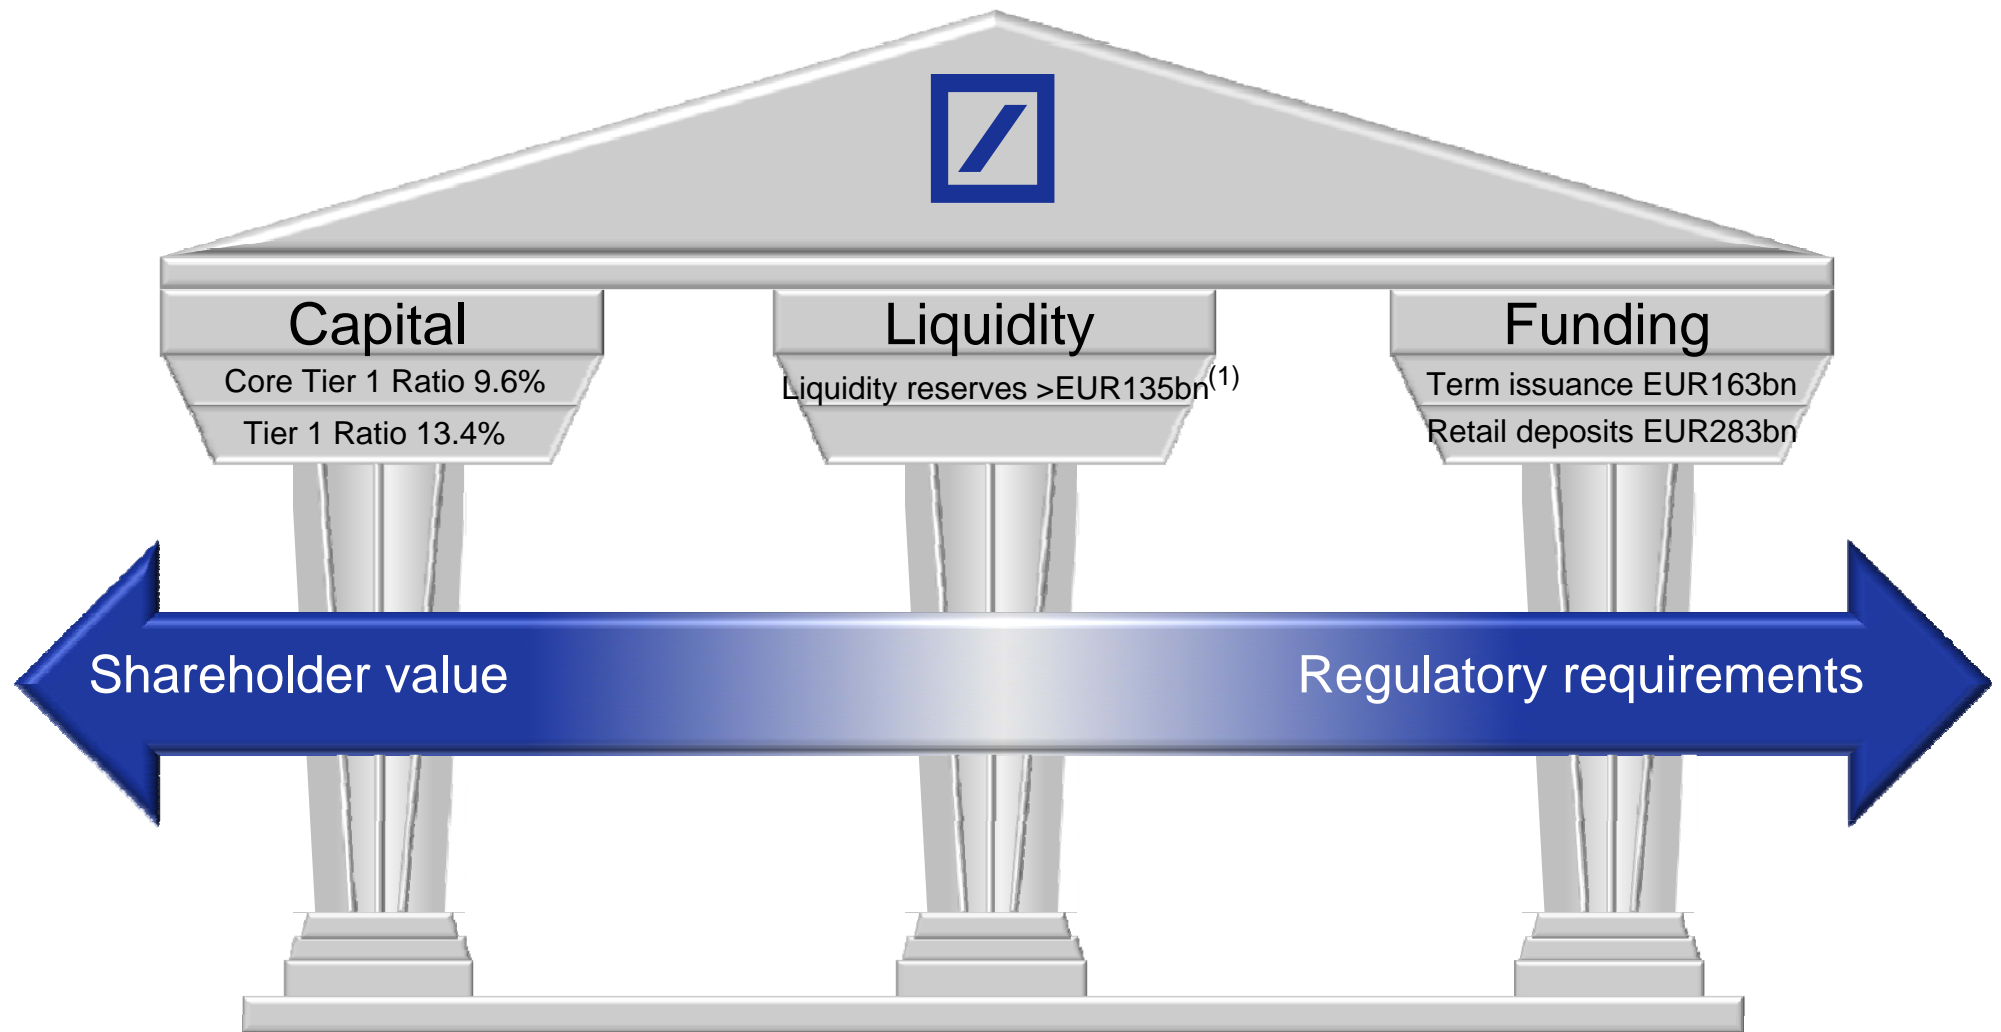 Capital
Core Tier 1 Ratio 9.6%
Tier 1 Ratio 13.4%
Liquidity
Liquidity reserves >EUR135bn(1)
Funding
Term issuance EUR163bn
Retail deposits EUR283bn
Shareholder value
Regulatory requirements